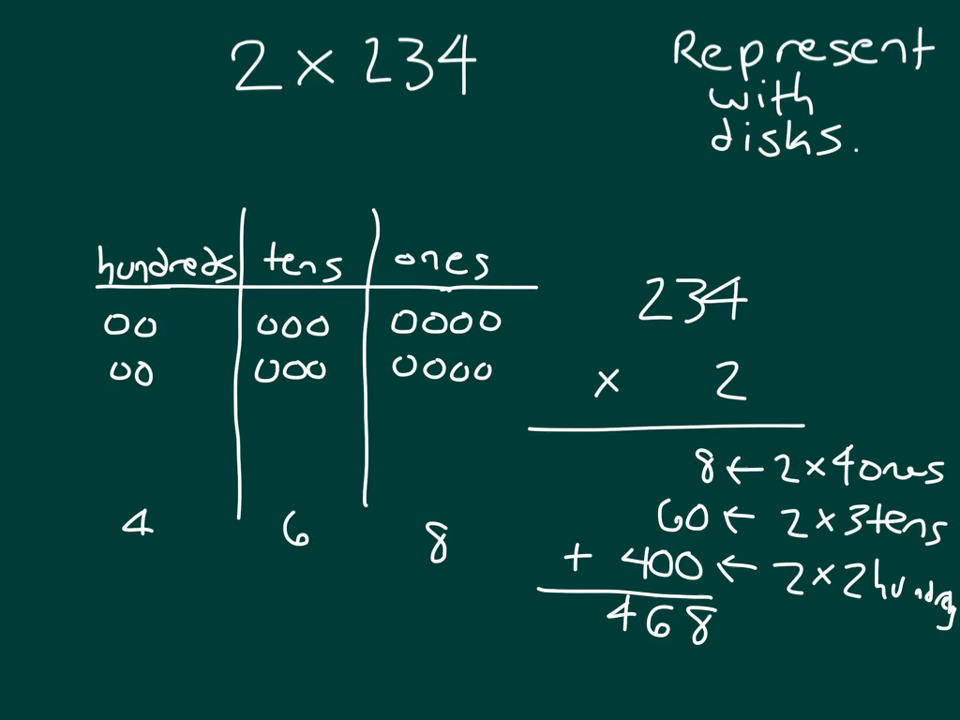 2 × 234
Represent
with
disks.
hundreds tens ones
00 000 0000
00 000 0000
4 6 8
234
× 2
8 ← 2 × 4 ones
60 ← 2 × 3 tens
+ 400 ← 2 × 2 hundreds
468